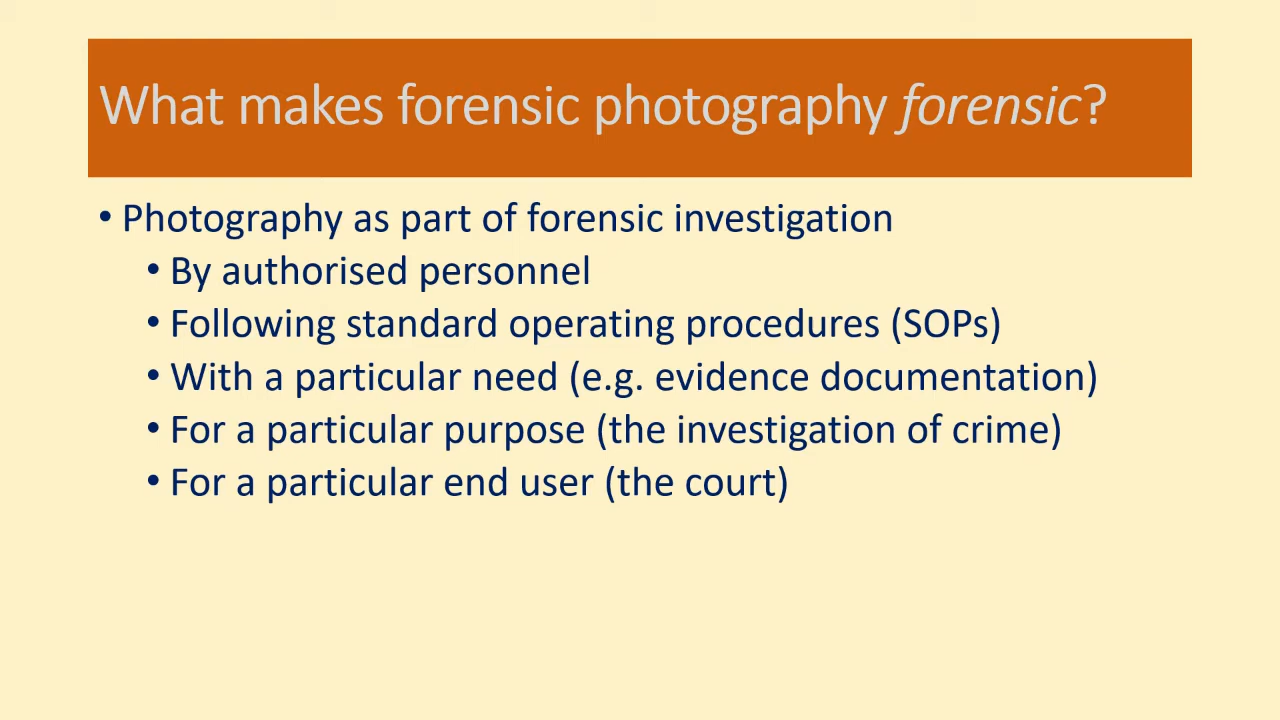 What makes forensic photography forensic?
• Photography as part of forensic investigation
• By authorised personnel
• Following standard operating procedures (SOPs)
• With a particular need (e.g. evidence documentation)
• For a particular purpose (the investigation of crime)
• For a particular end user (the court)